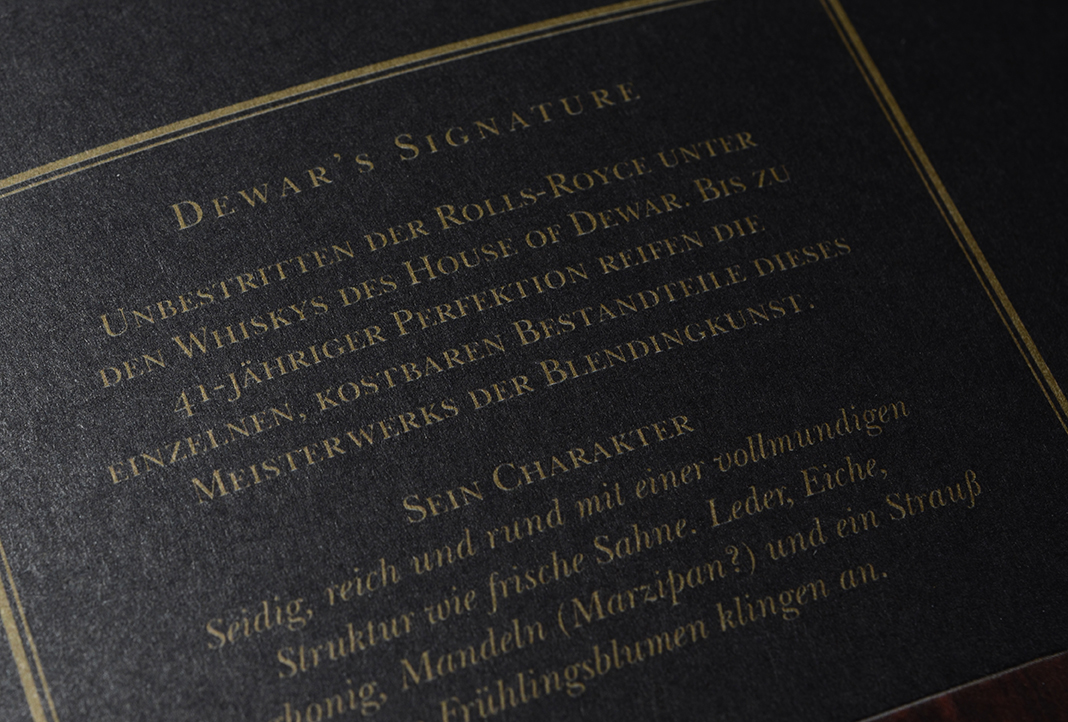 Dewar's Signature
Unbestritten der Rolls-Royce unter
den Whiskys des House of Dewar. Bis zu
41-jähriger Perfektion reifen die
einzelnen, kostbaren Bestandteile dieses
Meisterwerks der Blendingkunst.
Sein Charakter
Seidig, reich und rund mit einer vollmundigen
Struktur wie frische Sahne. Leder, Eiche,
Mandeln (Marzipan?) und ein Strauß
Frühlingsblumen klingen an.